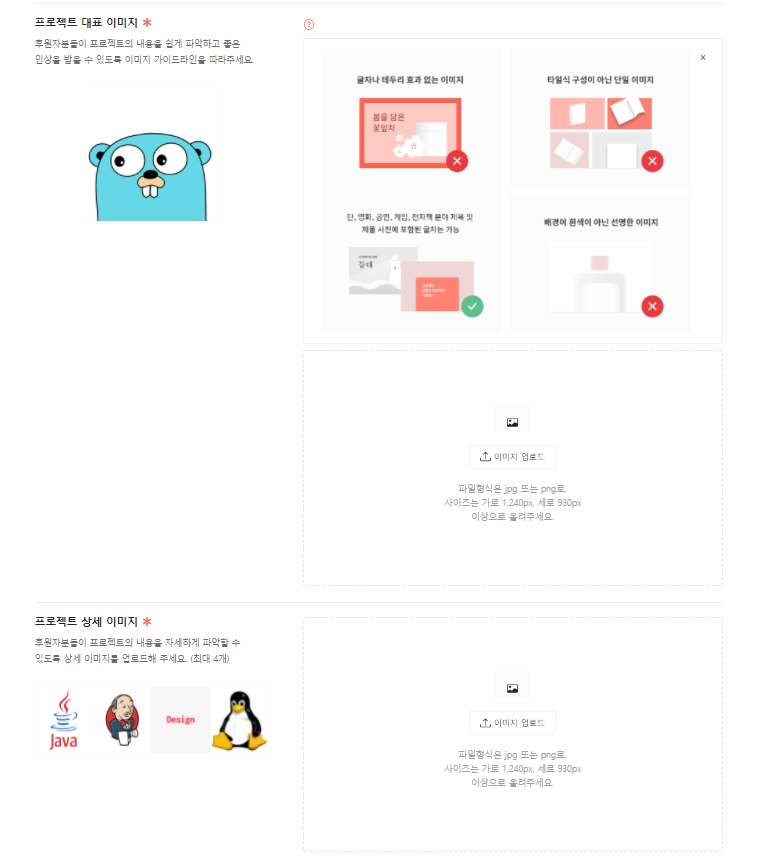 프로젝트 대표 이미지 *
후원자분들이 프로젝트의 내용을 쉽게 파악하고 좋은
인상을 받을 수 있도록 이미지 가이드라인을 따라주세요.
?
×
글자나 테두리 효과 없는 이미지
봄을 담은
꽃잎차
타일식 구성이 아닌 단일 이미지
단, 영화, 공연, 게임, 전자책 분야 제목 및
제품 사진에 포함된 글자는 가능
듣대
배경이 흰색이 아닌 선명한 이미지
이미지 업로드
파일형식은 jpg 또는 png로,
사이즈는 가로 1,240px, 세로 930px
이상으로 올려주세요.
프로젝트 상세 이미지 *
후원자분들이 프로젝트의 내용을 자세하게 파악할 수
있도록 상세 이미지를 업로드해 주세요. (최대 4개)
Java
Design
이미지 업로드
파일형식은 jpg 또는 png로,
사이즈는 가로 1,240px, 세로 930px
이상으로 올려주세요.